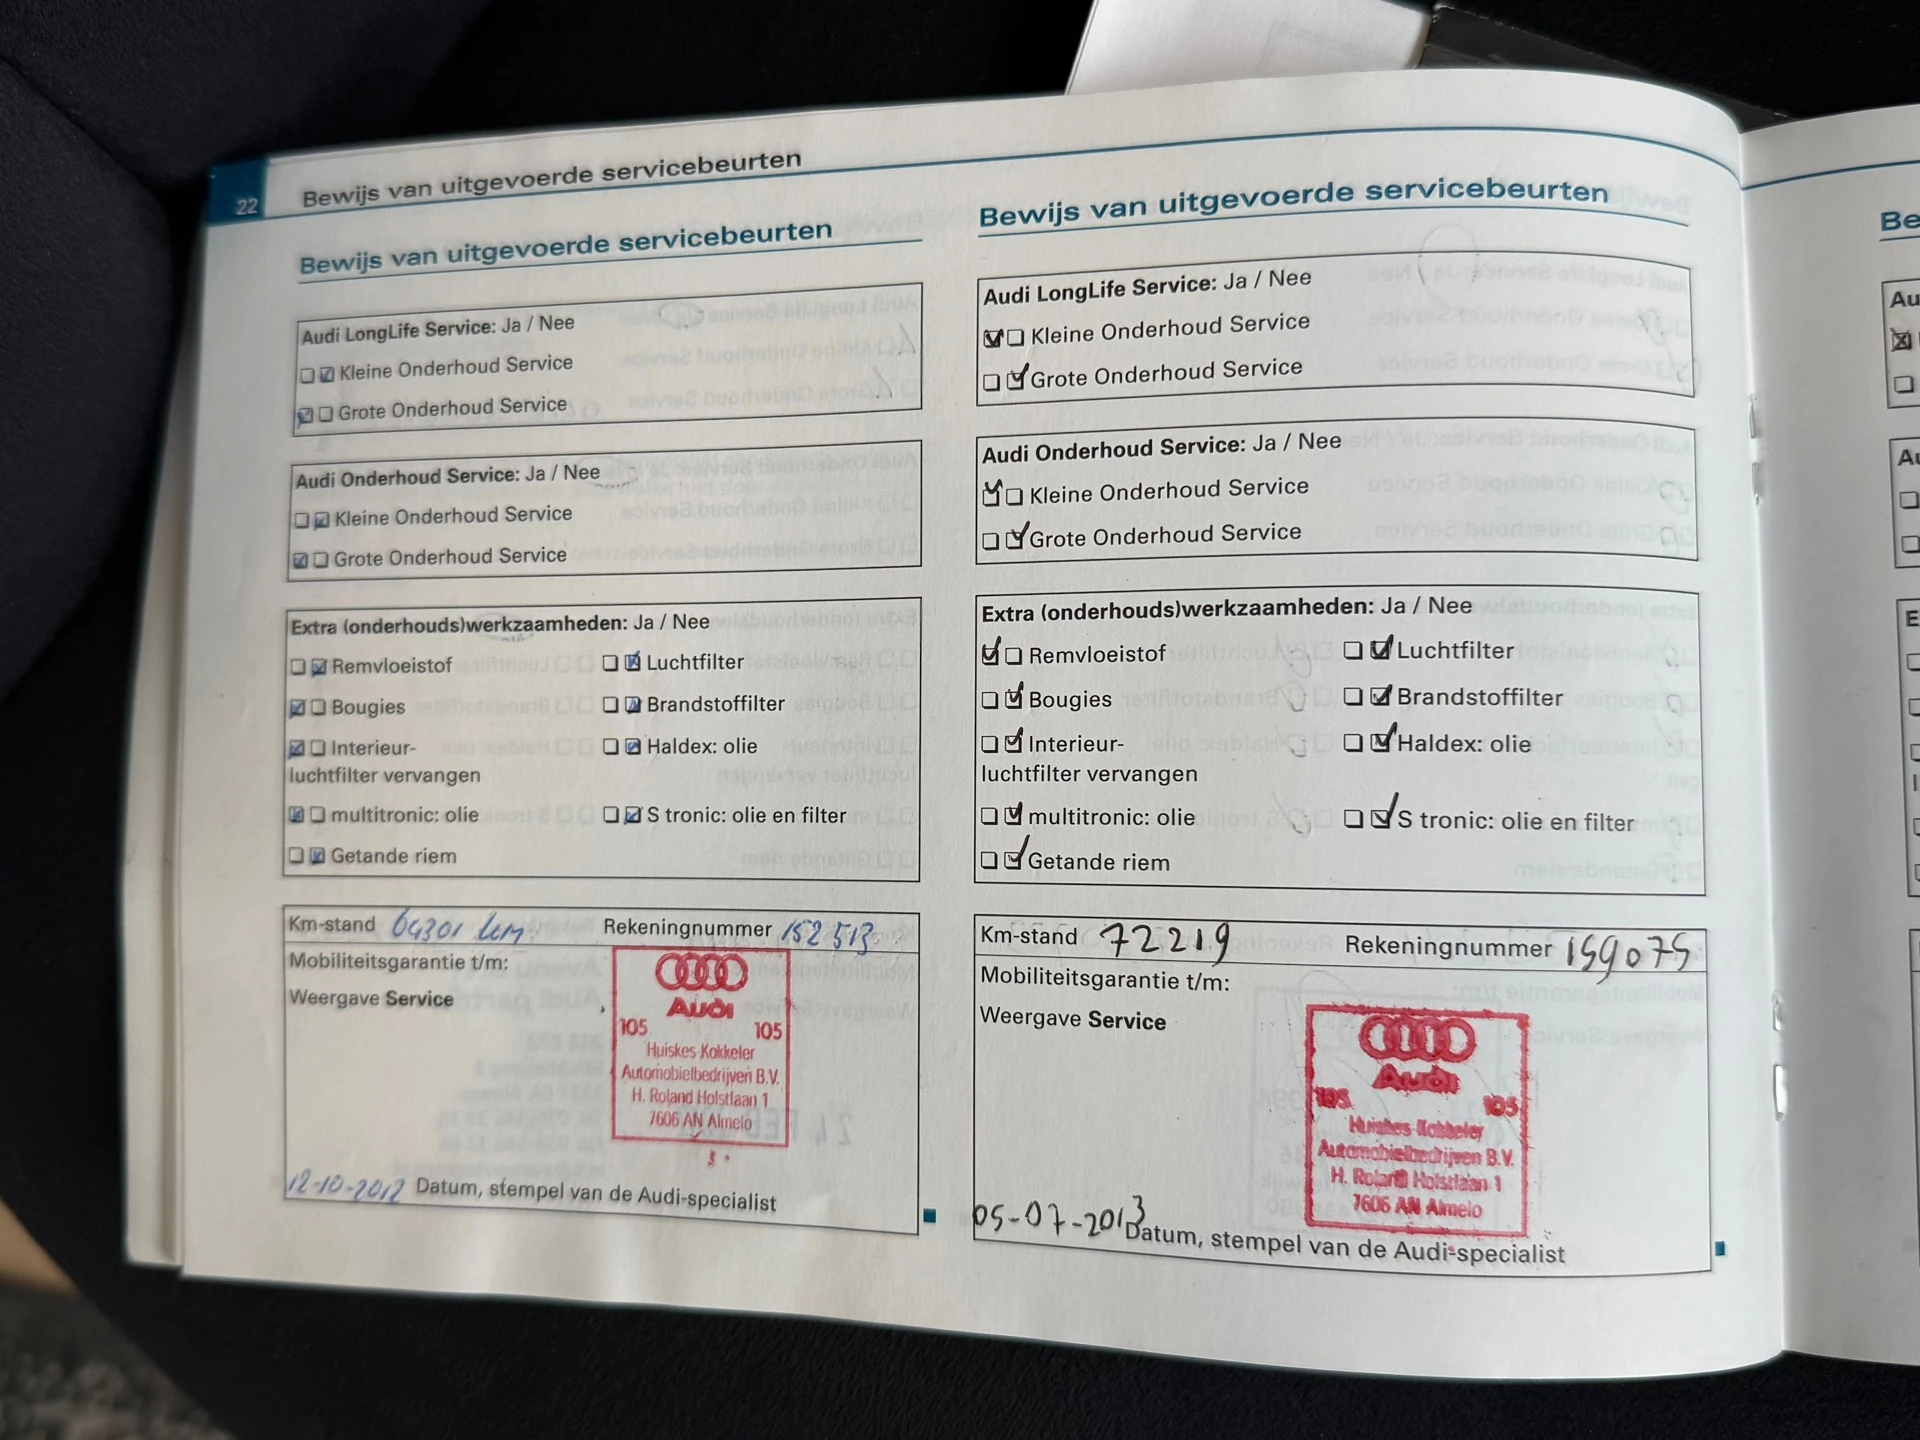 22
Bewijs van uitgevoerde servicebeurten
Bewijs van uitgevoerde servicebeurten
Audi LongLife Service: Ja / Nee
Kleine Onderhoud Service
Grote Onderhoud Service
Audi Onderhoud Service: Ja / Nee
Kleine Onderhoud Service
Grote Onderhoud Service
Extra (onderhouds)werkzaamheden: Ja / Nee
Remvloeistof Luchtfilter
Bougies Brandstoffilter
Interieur- Haldex: olie
luchtfilter vervangen
multitronic: olie S tronic: olie en filter
Getande riem
Km-stand 64301 km Rekeningnummer 152 513
Mobiliteitsgarantie t/m:
Weergave Service
Audi
105 105
Huiskes-Kokkeler
Automobielbedrijven B.V.
H. Roland Holstlaan 1
7606 AN Almelo
12-10-2012 Datum, stempel van de Audi-specialist
Bewijs van uitgevoerde servicebeurten
Audi LongLife Service: Ja / Nee
Kleine Onderhoud Service
Grote Onderhoud Service
Audi Onderhoud Service: Ja / Nee
Kleine Onderhoud Service
Grote Onderhoud Service
Extra (onderhouds)werkzaamheden: Ja / Nee
Remvloeistof Luchtfilter
Bougies Brandstoffilter
Interieur- Haldex: olie
luchtfilter vervangen
multitronic: olie S tronic: olie en filter
Getande riem
Km-stand 72219 Rekeningnummer 159075
Mobiliteitsgarantie t/m:
Weergave Service
Audi
105 105
Huiskes-Kokkeler
Automobielbedrijven B.V.
H. Roland Holstlaan 1
7606 AN Almelo
05-07-2013 Datum, stempel van de Audi-specialist
Be
Au
Au
E